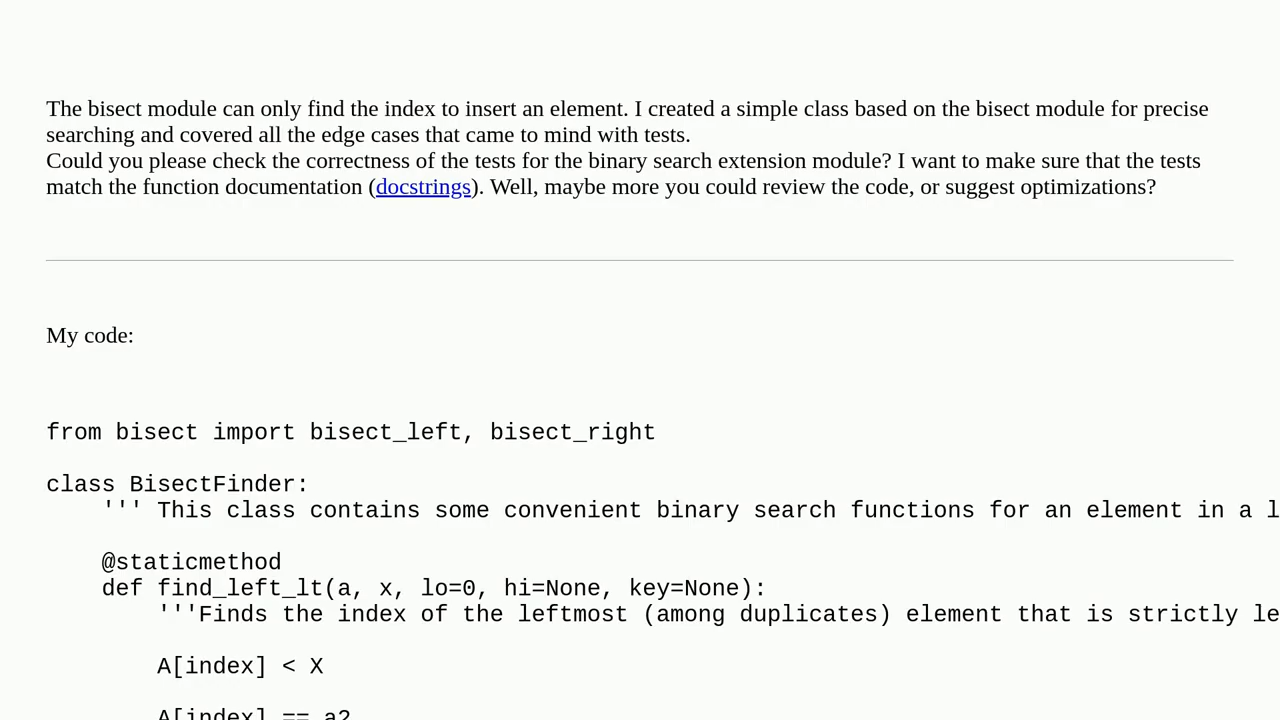 The bisect module can only find the index to insert an element. I created a simple class based on the bisect module for precise
searching and covered all the edge cases that came to mind with tests.
Could you please check the correctness of the tests for the binary search extension module? I want to make sure that the tests
match the function documentation (docstrings). Well, maybe more you could review the code, or suggest optimizations?
My code:
from bisect import bisect_left, bisect_right
class BisectFinder:
''' This class contains some convenient binary search functions for an element in a l
@staticmethod
def find_left_lt(a, x, lo=0, hi=None, key=None):
'''Finds the index of the leftmost (among duplicates) element that is strictly le
A[index] < X
A[index] == a2